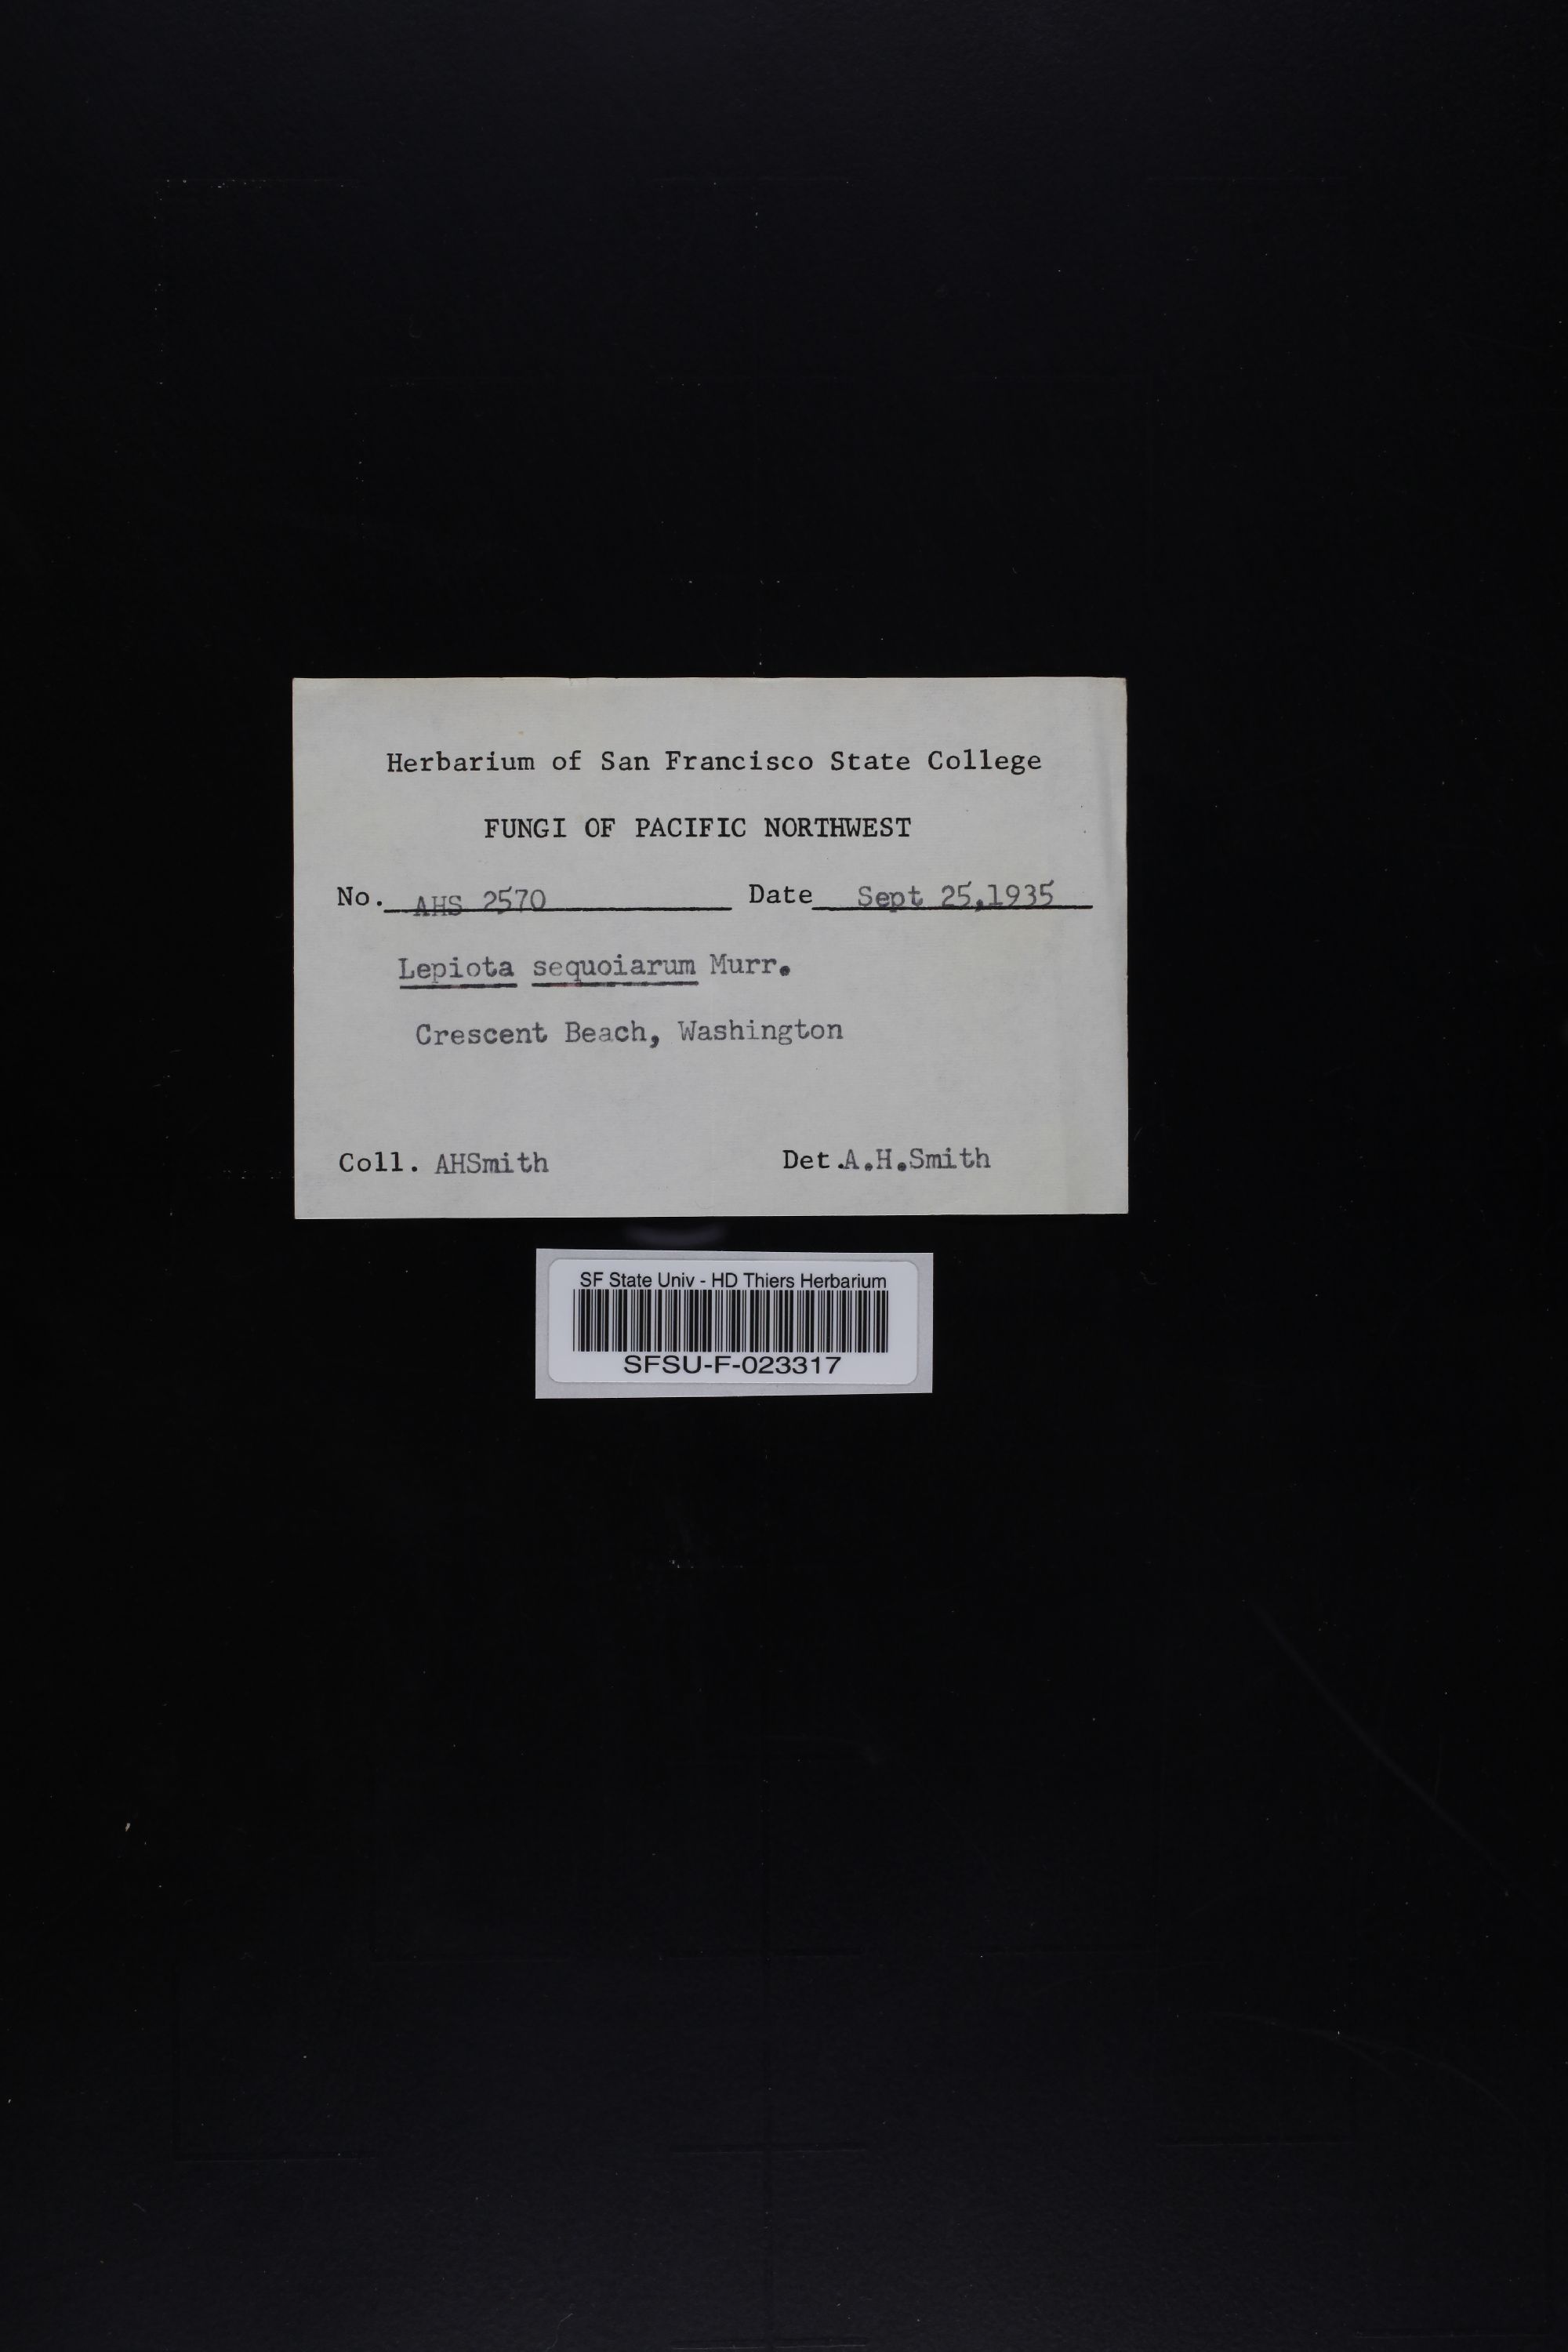 Herbarium of San Francisco State College
FUNGI OF PACIFIC NORTHWEST
No. AHS 2570 Date Sept 25,1935
Lepiota sequoiarum Murr.
Crescent Beach, Washington
Coll. AHSmith Det.A.H.Smith
SF State Univ - HD Thiers Herbarium
SFSU-F-023317